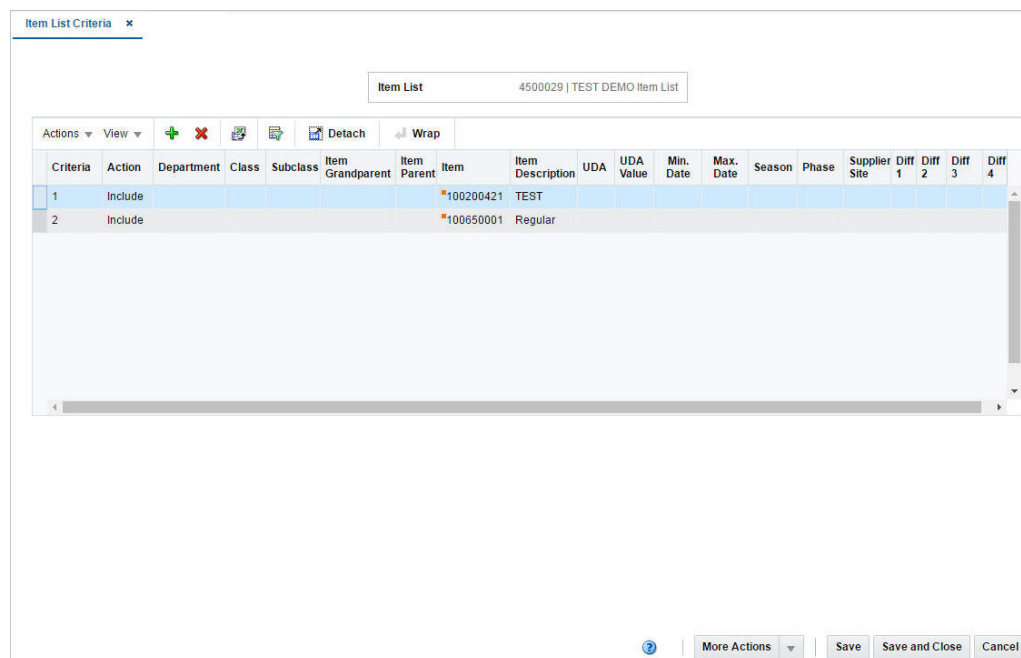 Item List Criteria ×
Item List 4500029 | TEST DEMO Item List
Actions View Detach Wrap
Criteria Action Department Class Subclass Item Grandparent Item Parent Item Item Description UDA UDA Value Min. Date Max. Date Season Phase Supplier Site Diff 1 Diff 2 Diff 3 Diff 4
1 Include 100200421 TEST
2 Include 100650001 Regular
? More Actions Save Save and Close Cancel